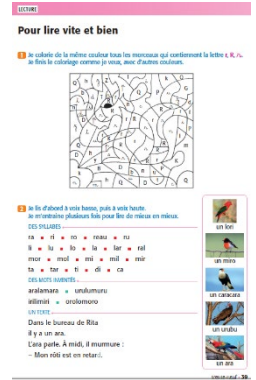 LECTURE
Pour lire vite et bien
1 Je colorie de la même couleur tous les morceaux qui contiennent la lettre r, R,
Je finis le coloriage comme je veux, avec d'autres couleurs.
2 Je lis d'abord à voix basse, puis à voix haute.
Je m'entraîne plusieurs fois pour lire de mieux en mieux.
DES SYLLABES
ra ri ro reau ru
li lu lo la lar ral
mor mol mi mil mir
ta tar ti di ca
DES MOTS INVENTÉS
aralamara urulumuru
irilimiri orolomoro
UN TEXTE
Dans le bureau de Rita
il y a un ara.
L'ara parle. À midi, il murmure :
– Mon rôti est en retard.
un lori
un miro
un caracara
un urubu
un ara
39